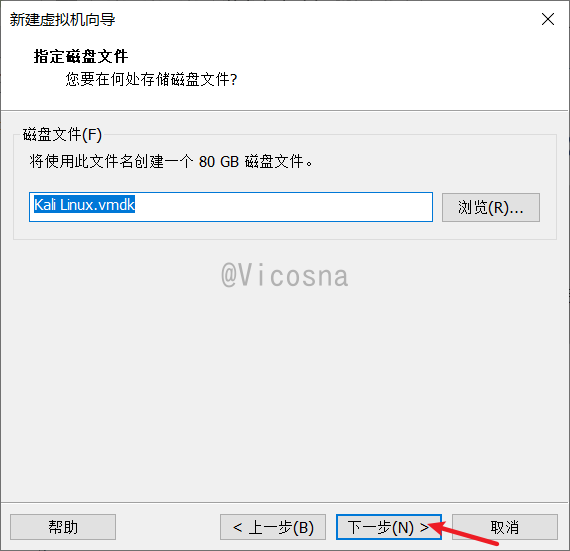 新建虚拟机向导
指定磁盘文件
您要在何处存储磁盘文件?
磁盘文件(F)
将使用此文件名创建一个 80 GB 磁盘文件。
Kali Linux.vmdk
浏览(R)...
@Vicosna
帮助
< 上一步(B)
下一步(N) >
取消